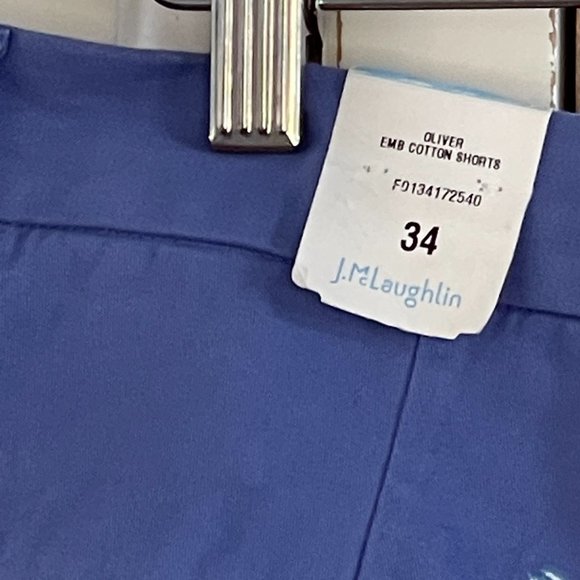 OLIVER
EMB COTTON SHORTS
F0134172540
34
J.McLaughlin